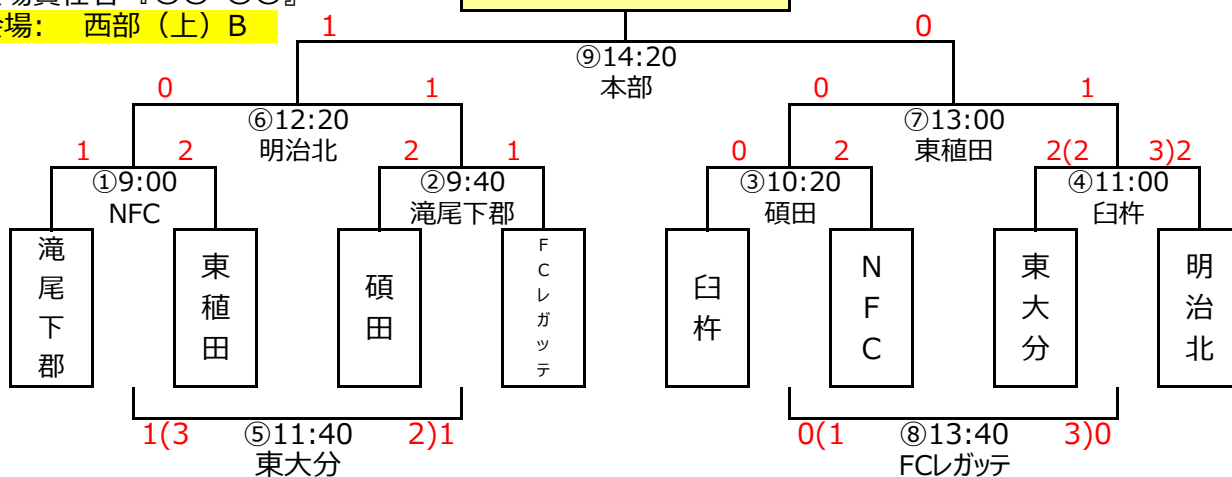 会場: 西部（上）B
1 0
⑨14:20
本部
0 1 0 1
⑥12:20 ⑦13:00
明治北 東稙田
1 2 2 1 0 2 2(2 3)2
①9:00 ②9:40 ③10:20 ④11:00
NFC 滝尾下郡 碩田 臼杵
滝尾下郡 東稙田 碩田 FCレガッテ 臼杵 NFC 東大分 明治北
1(3 ⑤11:40 2)1 0(1 ⑧13:40 3)0
東大分 FCレガッテ